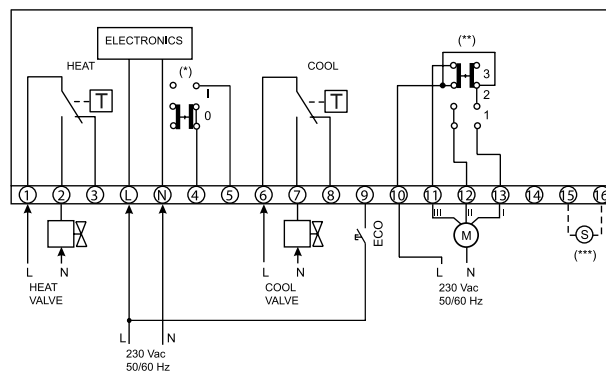 ELECTRONICS
HEAT
(*)
COOL
(**)
T
I
0
T
3
2
1
1
2
3
L
N
4
5
6
7
8
9
10
11
12
13
14
15
16
III
II
I
M
S
(***)
ECO
L
N
HEAT
VALVE
L
N
COOL
VALVE
L
N
230 Vac
50/60 Hz
L
N
230 Vac
50/60 Hz